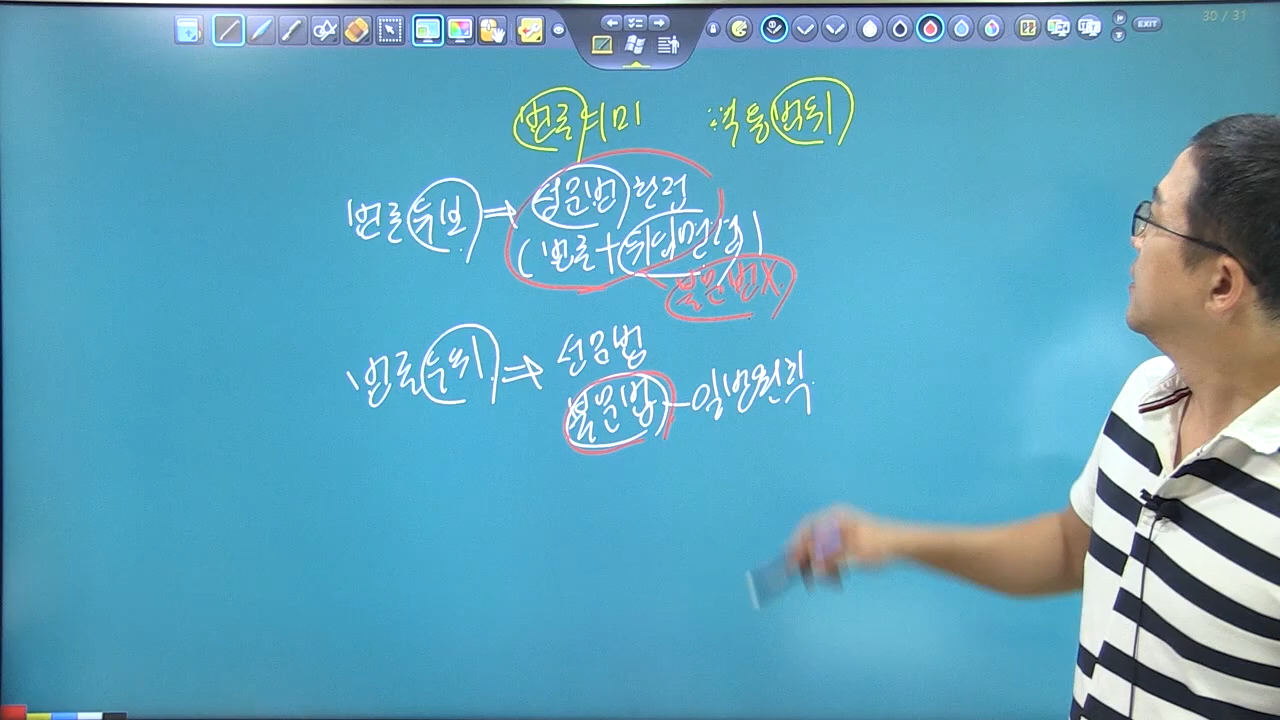 30 / 31
EXIT
법률의미 적용범위
법률유보 ⇒ 성문법 한정
(법률+위임명령)
불문법X
법률우위 ⇒ 성문법
불문법 - 일반원칙